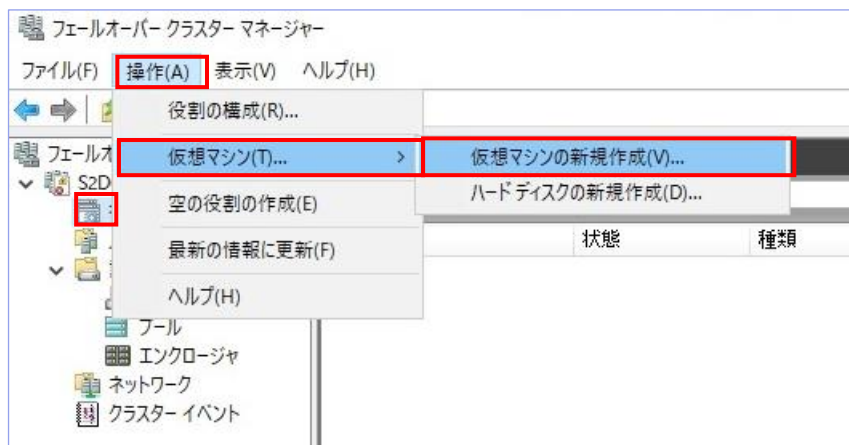 フェールオーバー クラスター マネージャー
ファイル(F) 操作(A) 表示(V) ヘルプ(H)
役割の構成(R)...
フェールオ 仮想マシン(T)... > 仮想マシンの新規作成(V)...
S2D
ハード ディスクの新規作成(D)...
空の役割の作成(E)
状態 種類
最新の情報に更新(F)
ヘルプ(H)
プール
エンクロージャ
ネットワーク
クラスター イベント